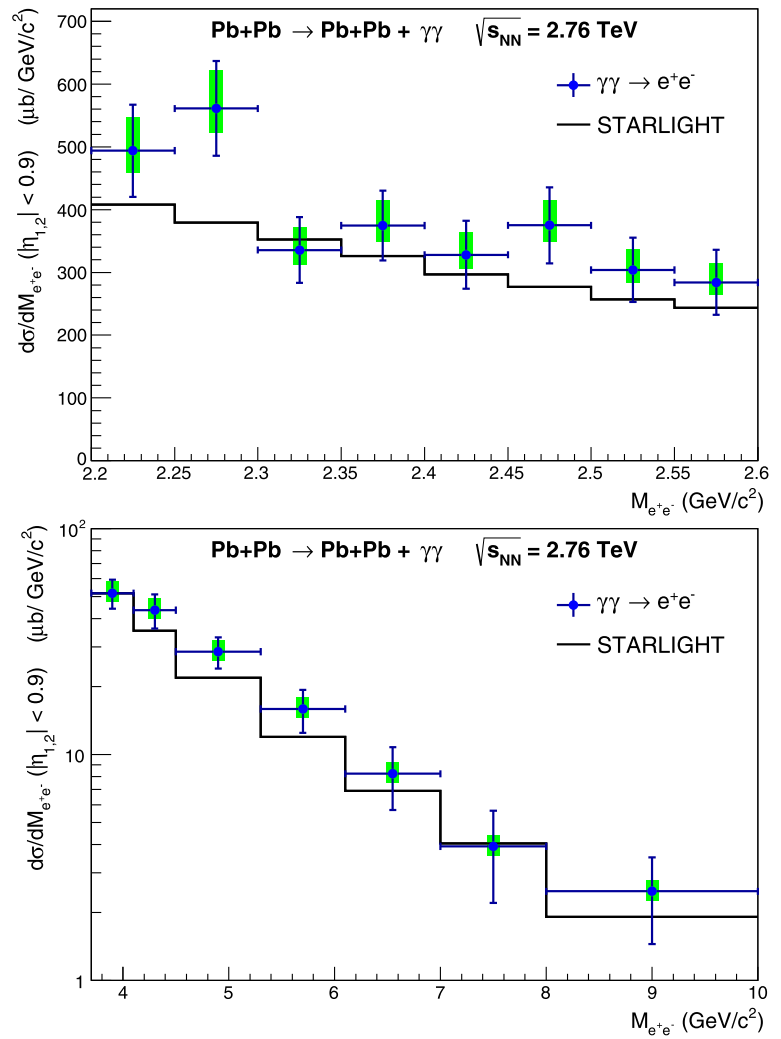 Pb+Pb → Pb+Pb + γγ √sNN = 2.76 TeV
γγ → e+e-
STARLIGHT
dσ/dMe+e- (|η1,2| < 0.9) (μb/ GeV/c2)
700
600
500
400
300
200
100
0
2.2 2.25 2.3 2.35 2.4 2.45 2.5 2.55 2.6
Me+e- (GeV/c2)
Pb+Pb → Pb+Pb + γγ √sNN = 2.76 TeV
γγ → e+e-
STARLIGHT
dσ/dMe+e- (|η1,2| < 0.9) (μb/ GeV/c2)
102
10
1
4 5 6 7 8 9 10
Me+e- (GeV/c2)